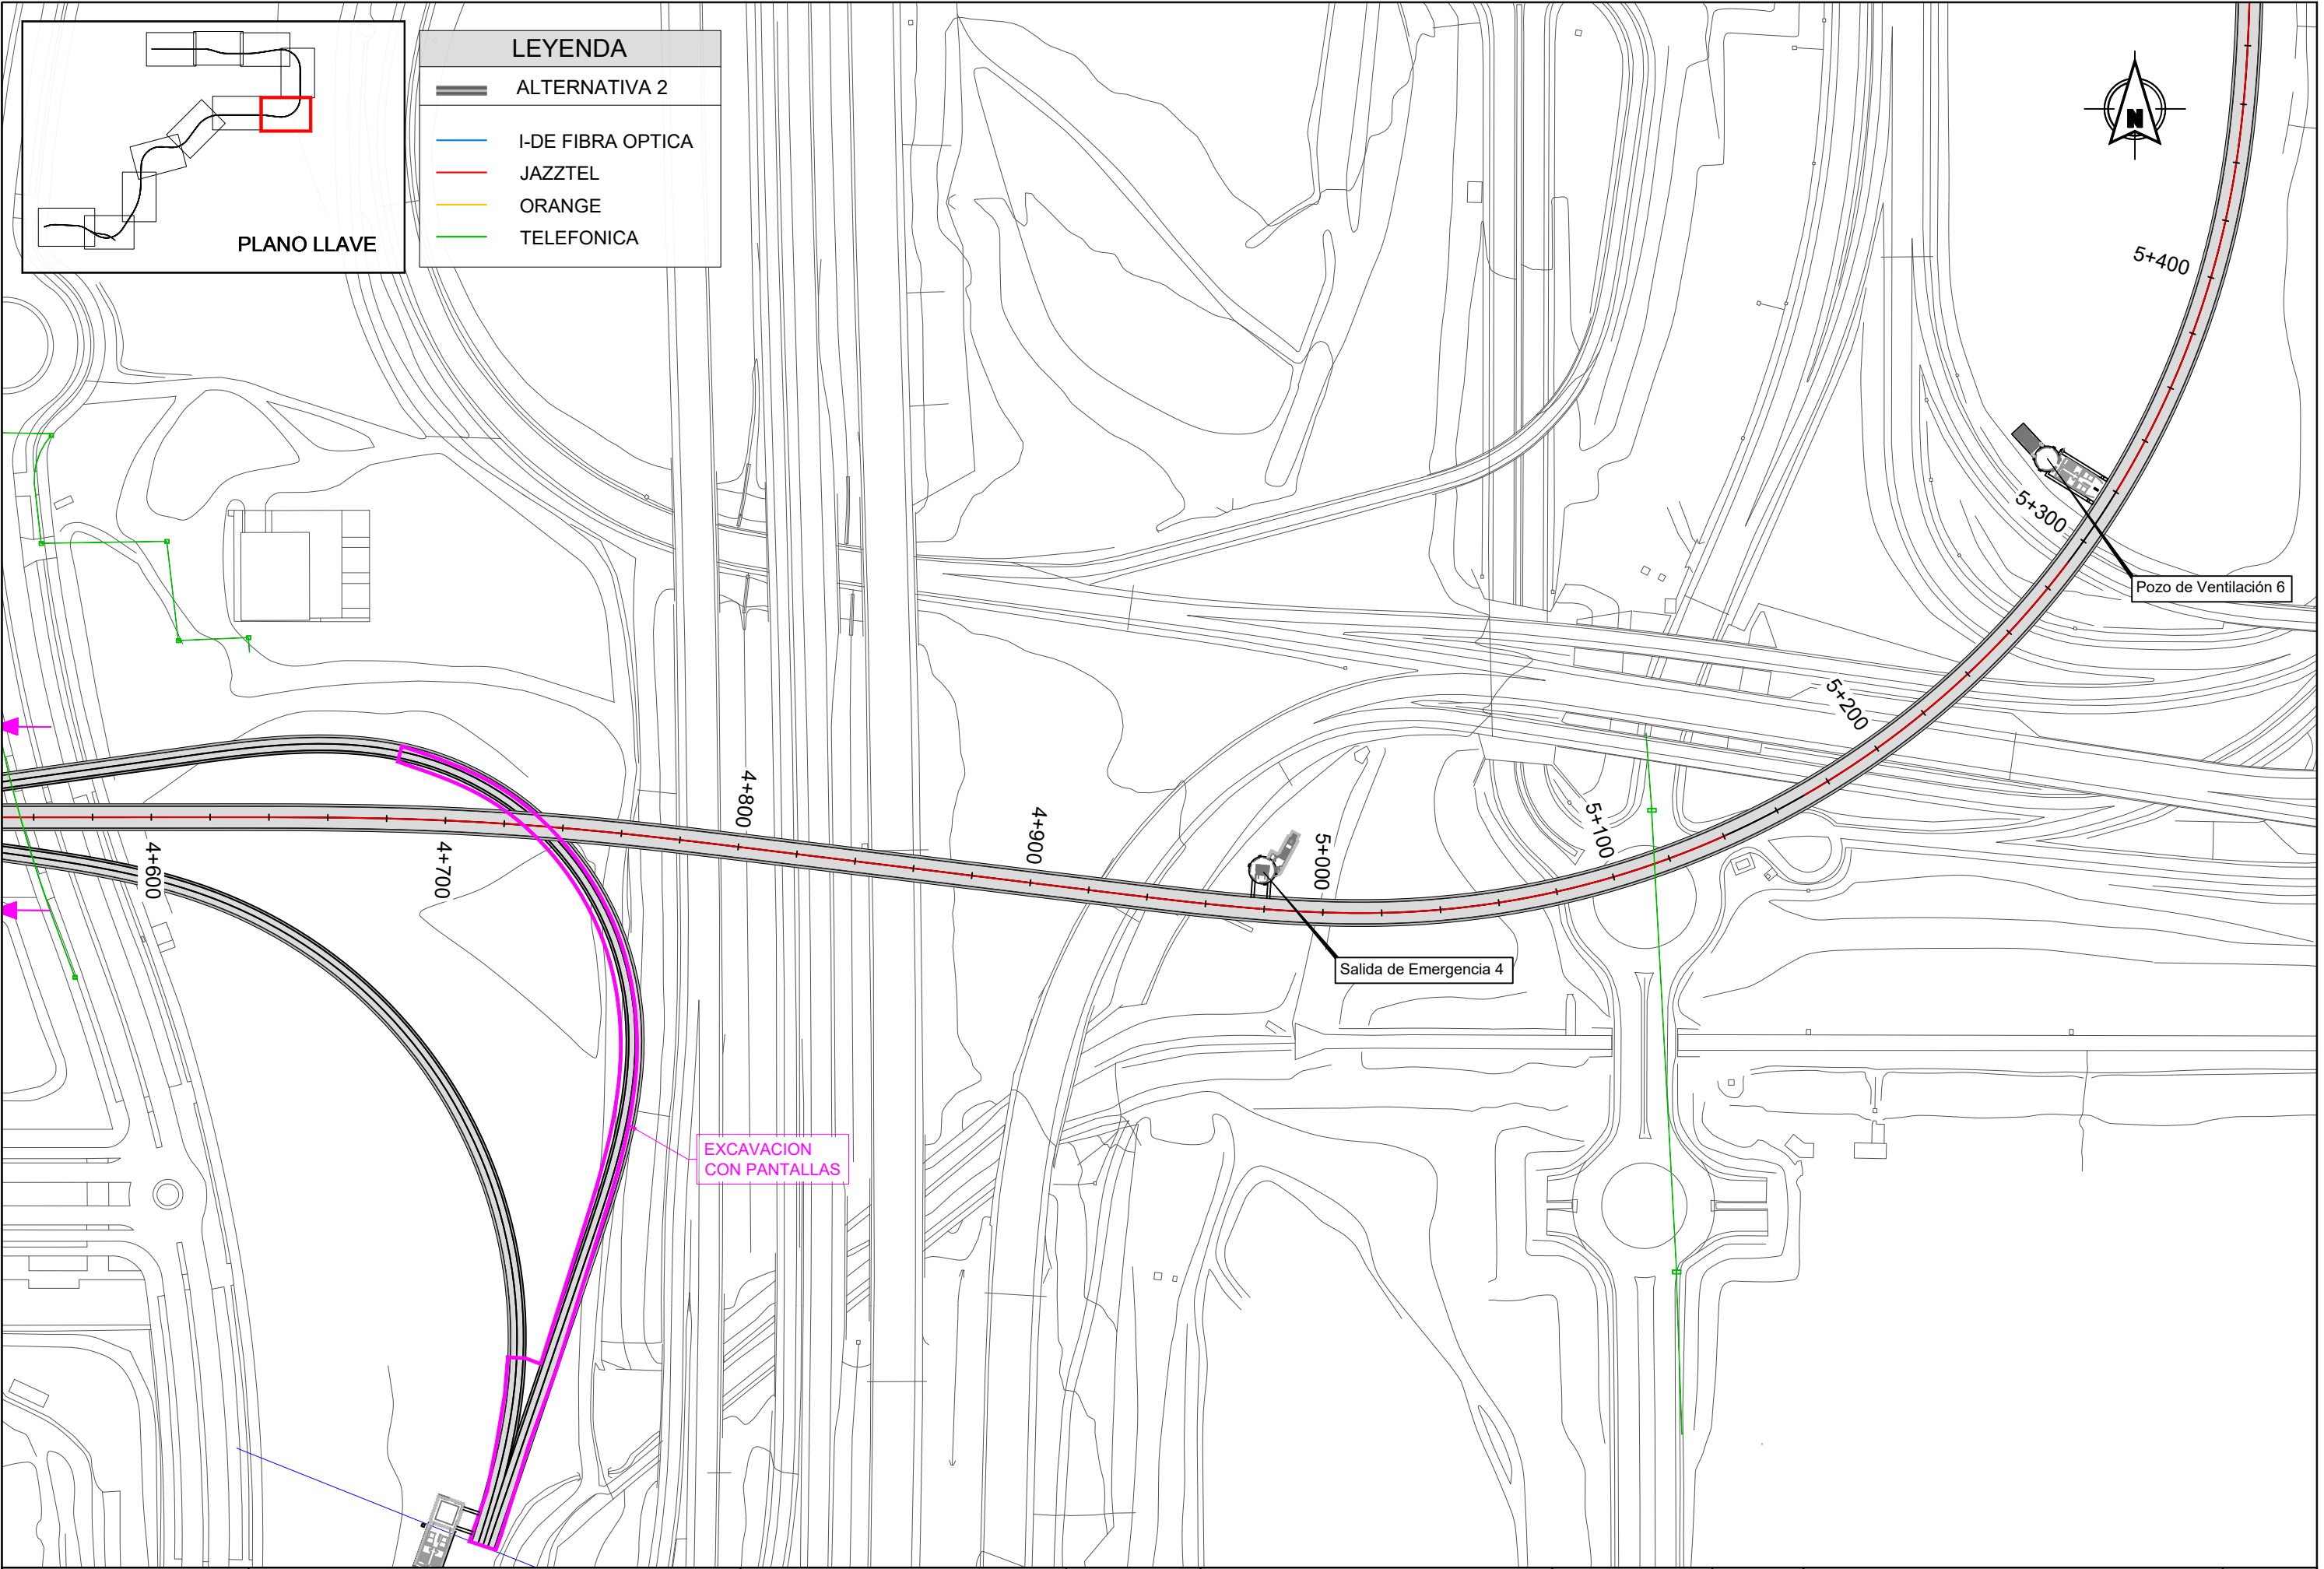 PLANO LLAVE
LEYENDA
ALTERNATIVA 2
I-DE FIBRA OPTICA
JAZZTEL
ORANGE
TELEFONICA
N
5+400
5+300
Pozo de Ventilación 6
5+200
4+800
4+900
5+000
5+100
4+600
4+700
Salida de Emergencia 4
EXCAVACION
CON PANTALLAS